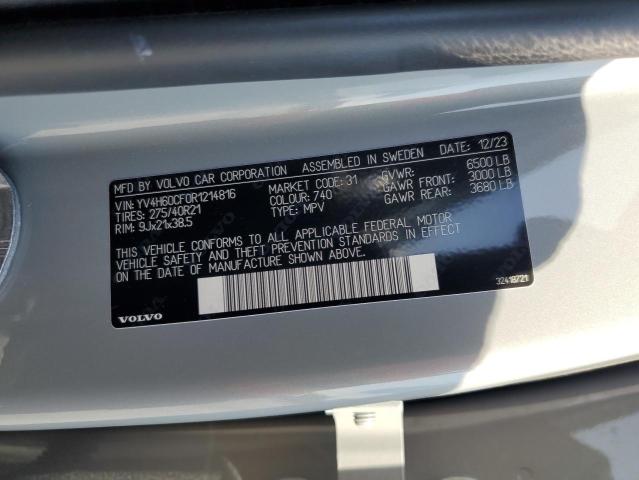 MFD BY VOLVO CAR CORPORATION ASSEMBLED IN SWEDEN DATE: 12/23
VIN: YV4H60CF0R1214816 MARKET CODE: 31 GVWR: 6500 LB
TIRES: 275/40R21 COLOUR: 740 GAWR FRONT: 3000 LB
RIM: 9Jx21x38.5 TYPE: MPV GAWR REAR: 3680 LB
THIS VEHICLE CONFORMS TO ALL APPLICABLE FEDERAL MOTOR
VEHICLE SAFETY AND THEFT PREVENTION STANDARDS IN EFFECT
ON THE DATE OF MANUFACTURE SHOWN ABOVE.
32418721
VOLVO